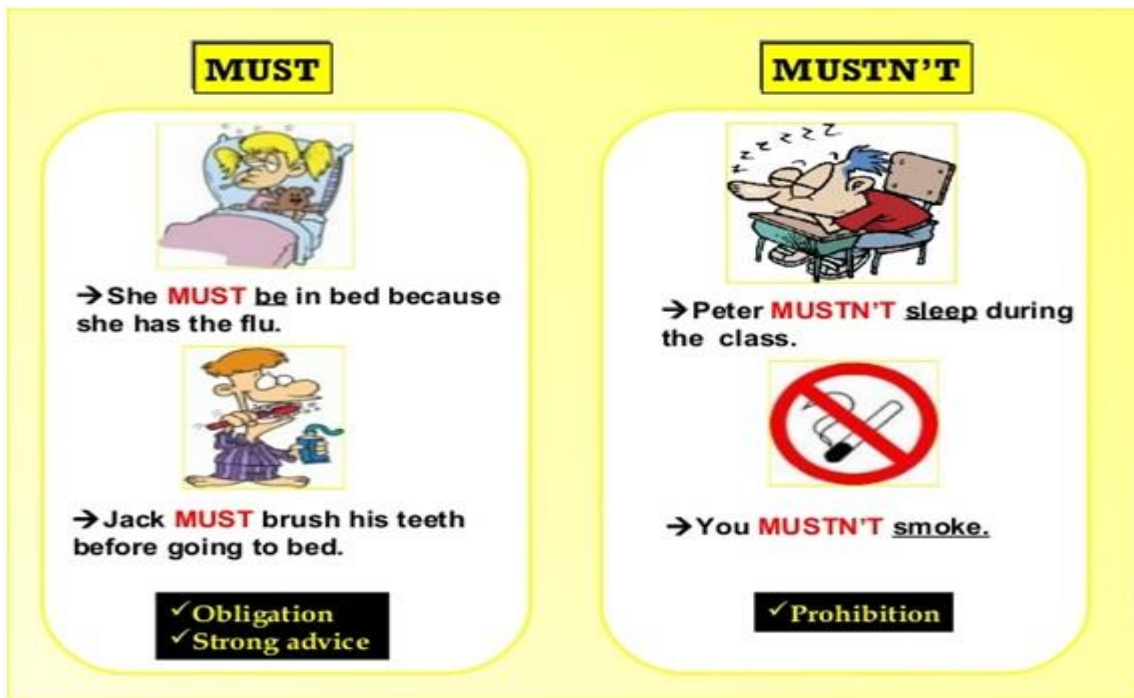 MUST
z z z z z z
→She MUST be in bed because
she has the flu.
→Jack MUST brush his teeth
before going to bed.
✓Obligation
✓Strong advice
MUSTN'T
→Peter MUSTN'T sleep during
the  class.
→You MUSTN'T smoke.
✓Prohibition